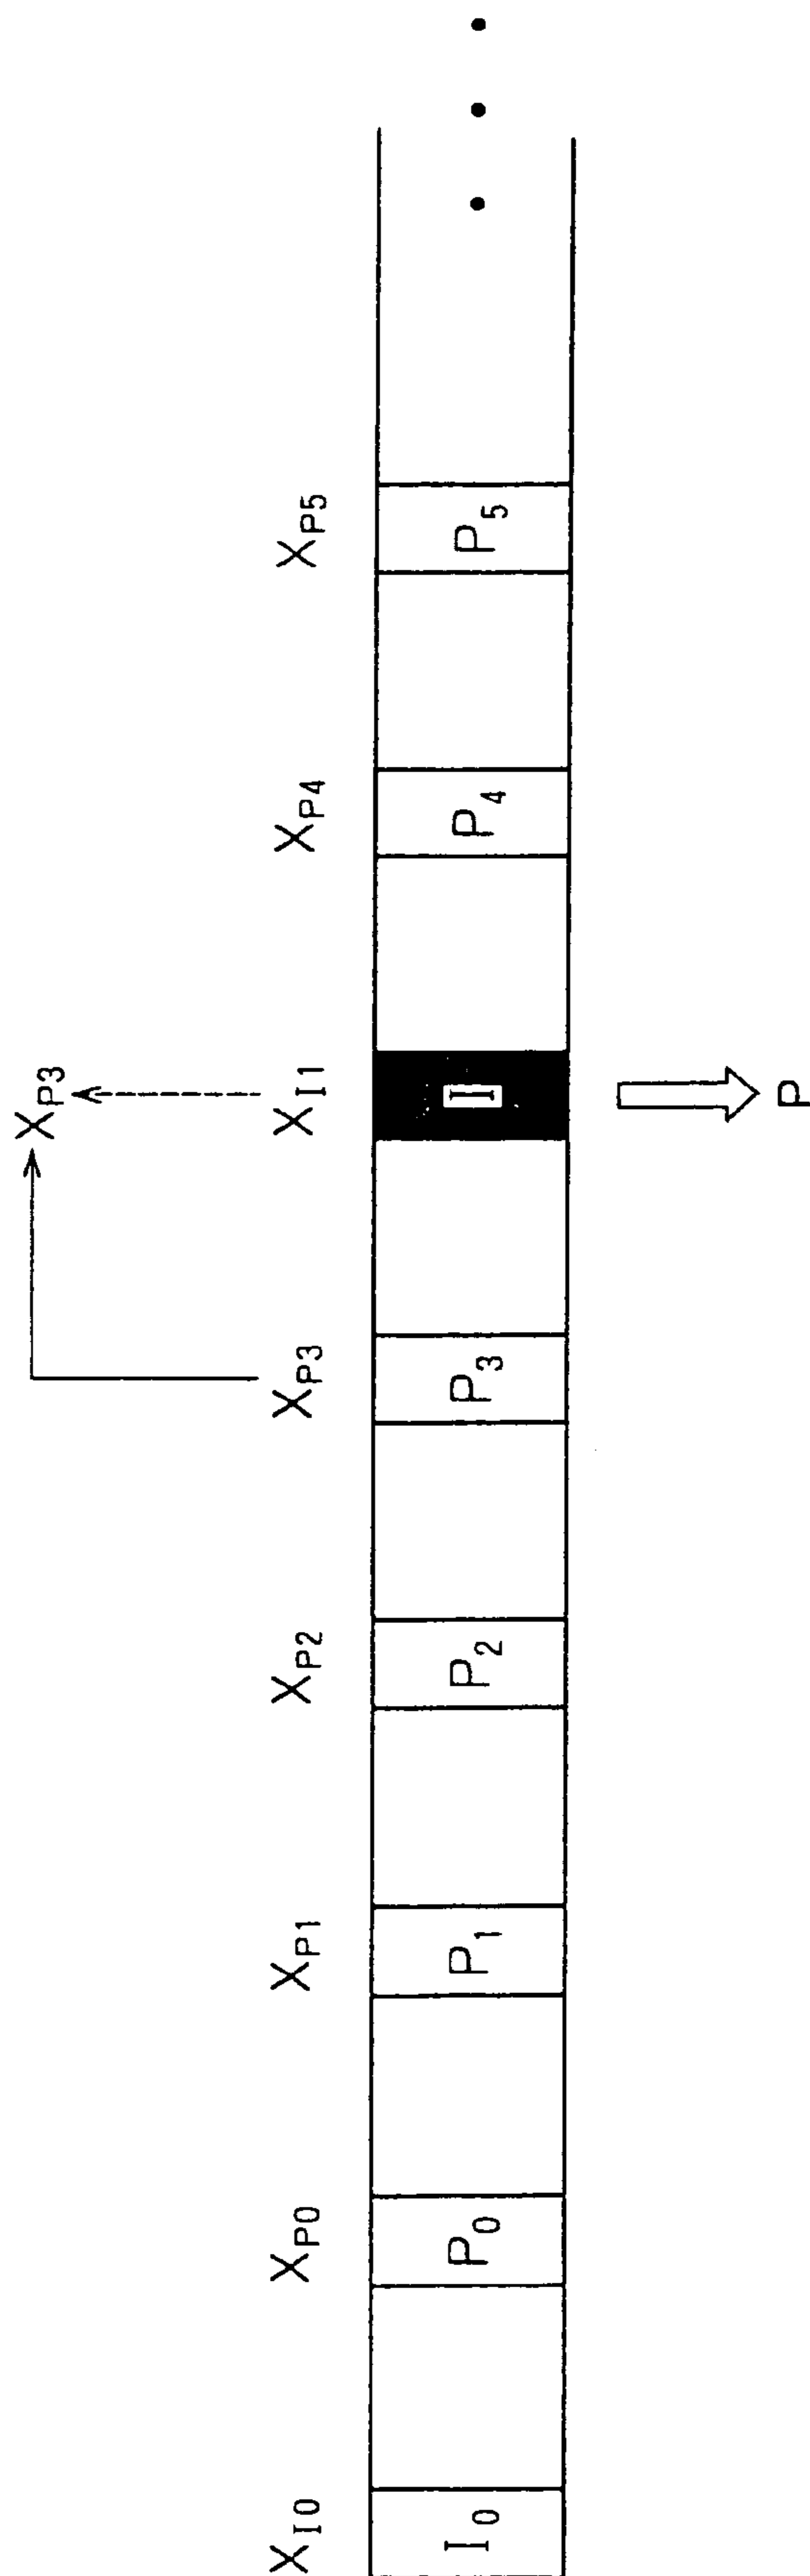 X_P3
X_I0 X_P0 X_P1 X_P2 X_P3 X_I1 X_P4 X_P5
I_0 P_0 P_1 P_2 P_3 I P_4 P_5
P